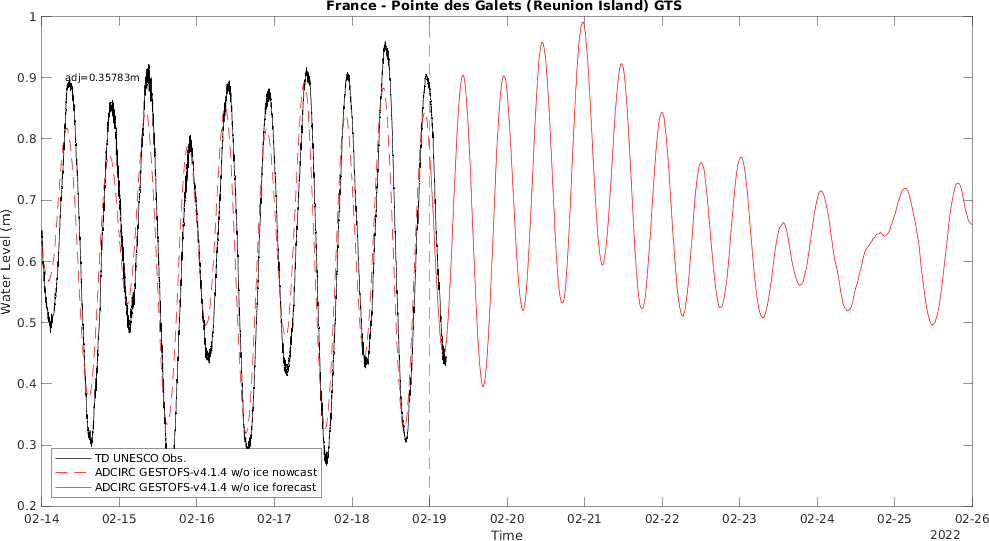 France - Pointe des Galets (Reunion Island) GTS
adj=0.35783m
Water Level (m)
1
0.9
0.8
0.7
0.6
0.5
0.4
0.3
0.2
TD UNESCO Obs.
ADCIRC GESTOFS-v4.1.4 w/o ice nowcast
ADCIRC GESTOFS-v4.1.4 w/o ice forecast
02-14 02-15 02-16 02-17 02-18 02-19 02-20 02-21 02-22 02-23 02-24 02-25 02-26
Time
2022